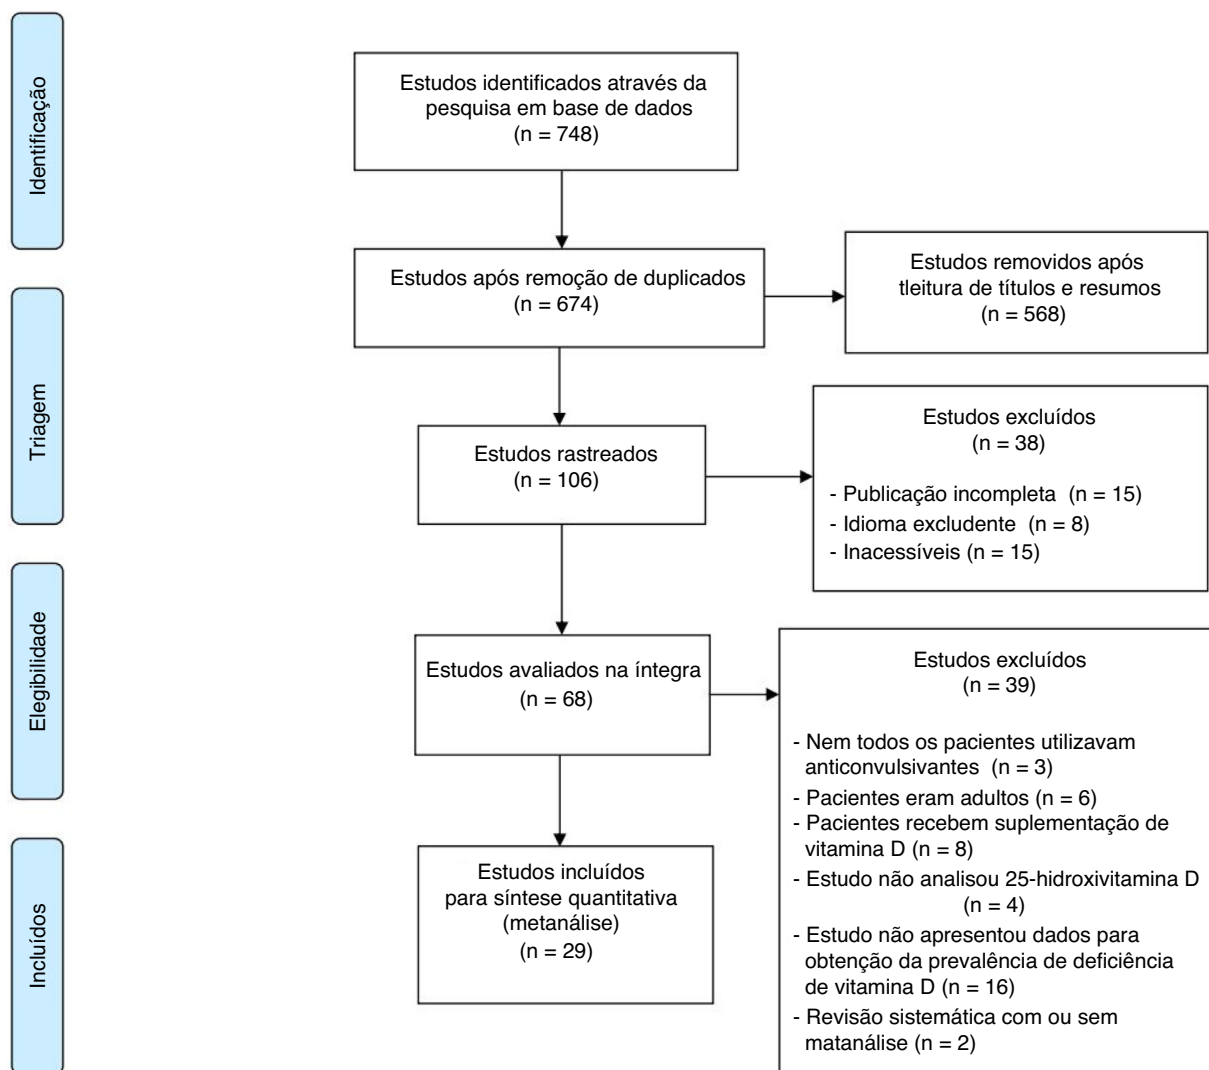 Identificação
Estudos identificados através da
pesquisa em base de dados
(n = 748)
Estudos após remoção de duplicados
(n = 674)
Estudos removidos após
tleitura de títulos e resumos
(n = 568)
Triagem
Estudos rastreados
(n = 106)
Estudos excluídos
(n = 38)
- Publicação incompleta (n = 15)
- Idioma excludente (n = 8)
- Inacessíveis (n = 15)
Elegibilidade
Estudos avaliados na íntegra
(n = 68)
Estudos excluídos
(n = 39)
- Nem todos os pacientes utilizavam
anticonvulsivantes (n = 3)
- Pacientes eram adultos (n = 6)
- Pacientes recebem suplementação de
vitamina D (n = 8)
- Estudo não analisou 25-hidroxivitamina D
(n = 4)
- Estudo não apresentou dados para
obtenção da prevalência de deficiência
de vitamina D (n = 16)
- Revisão sistemática com ou sem
matanálise (n = 2)
Incluídos
Estudos incluídos
para síntese quantitativa
(metanálise)
(n = 29)